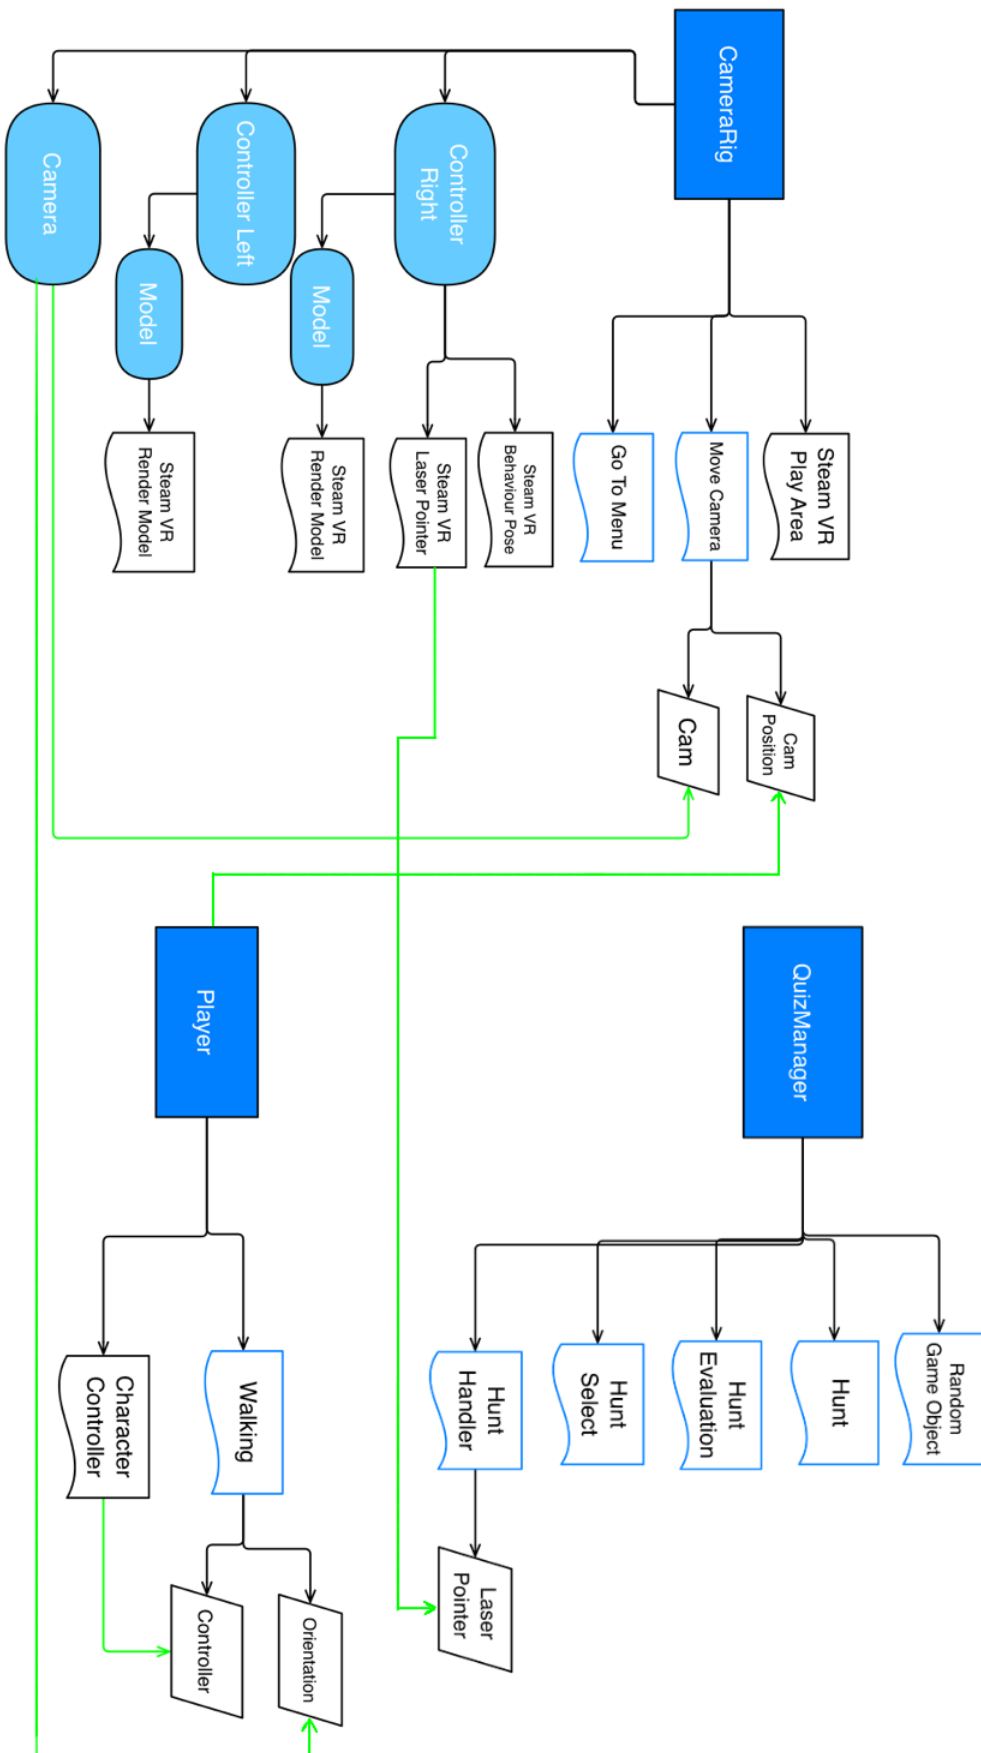 CameraRig
Steam VR
Play Area
Move Camera
Go To Menu
Cam
Position
Cam
Controller
Right
Steam VR
Behaviour Pose
Steam VR
Laser Pointer
Model
Steam VR
Render Model
Controller Left
Model
Steam VR
Render Model
Camera
QuizManager
Random
Game Object
Hunt
Hunt
Evaluation
Hunt
Select
Hunt
Handler
Laser
Pointer
Player
Walking
Character
Controller
Orientation
Controller